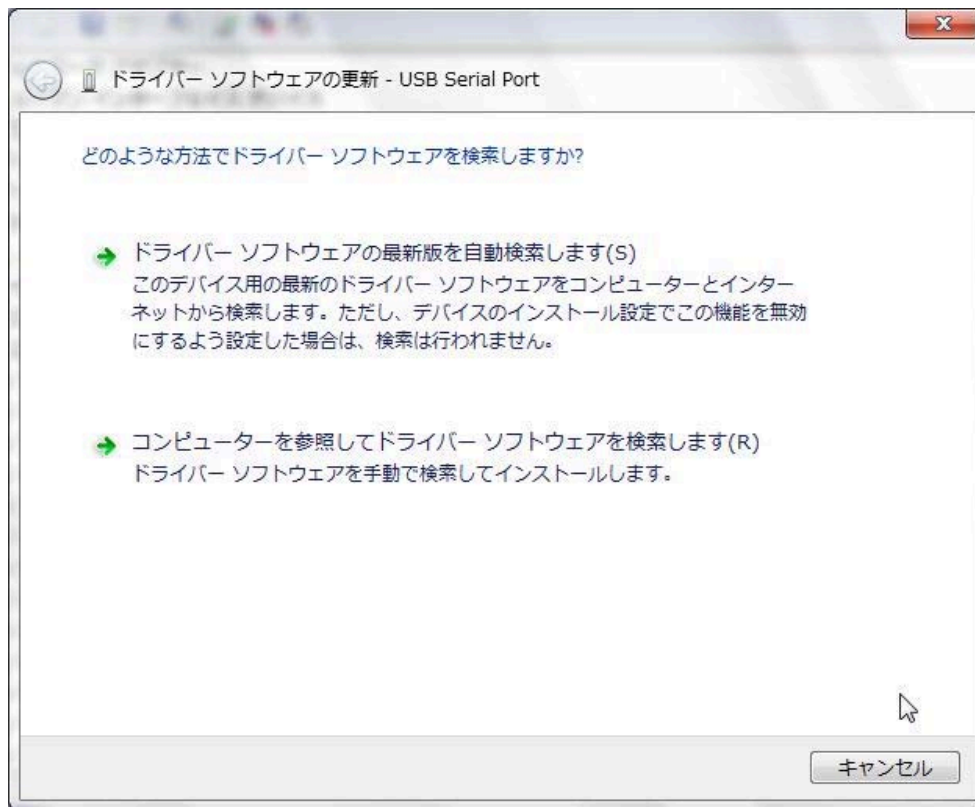 ドライバー ソフトウェアの更新 - USB Serial Port
どのような方法でドライバー ソフトウェアを検索しますか?
ドライバー ソフトウェアの最新版を自動検索します(S)
このデバイス用の最新のドライバー ソフトウェアをコンピューターとインター
ネットから検索します。ただし、デバイスのインストール設定でこの機能を無効
にするよう設定した場合は、検索は行われません。
コンピューターを参照してドライバー ソフトウェアを検索します(R)
ドライバー ソフトウェアを手動で検索してインストールします。
キャンセル